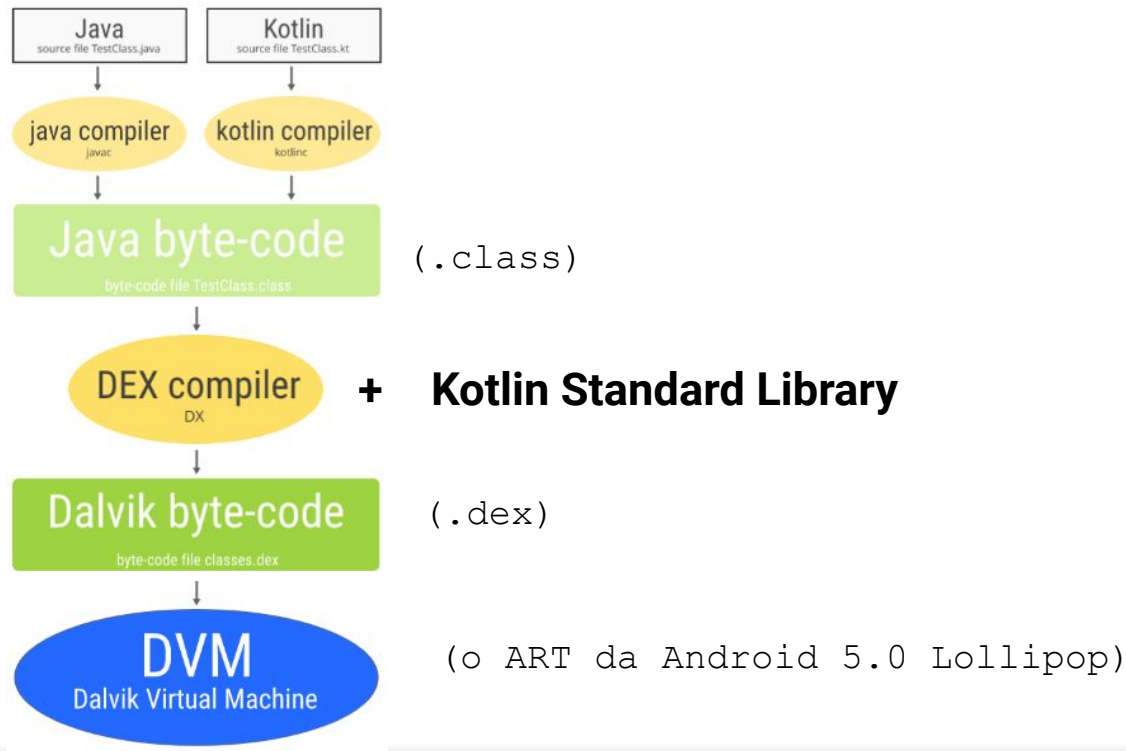 Java
source file TestClass.java
Kotlin
source file TestClass.kt
java compiler
javac
kotlin compiler
kotlinc
Java byte-code
byte-code file TestClass.class
(.class)
DEX compiler
DX
+ Kotlin Standard Library
Dalvik byte-code
byte-code file classes.dex
(.dex)
DVM
Dalvik Virtual Machine
(o ART da Android 5.0 Lollipop)